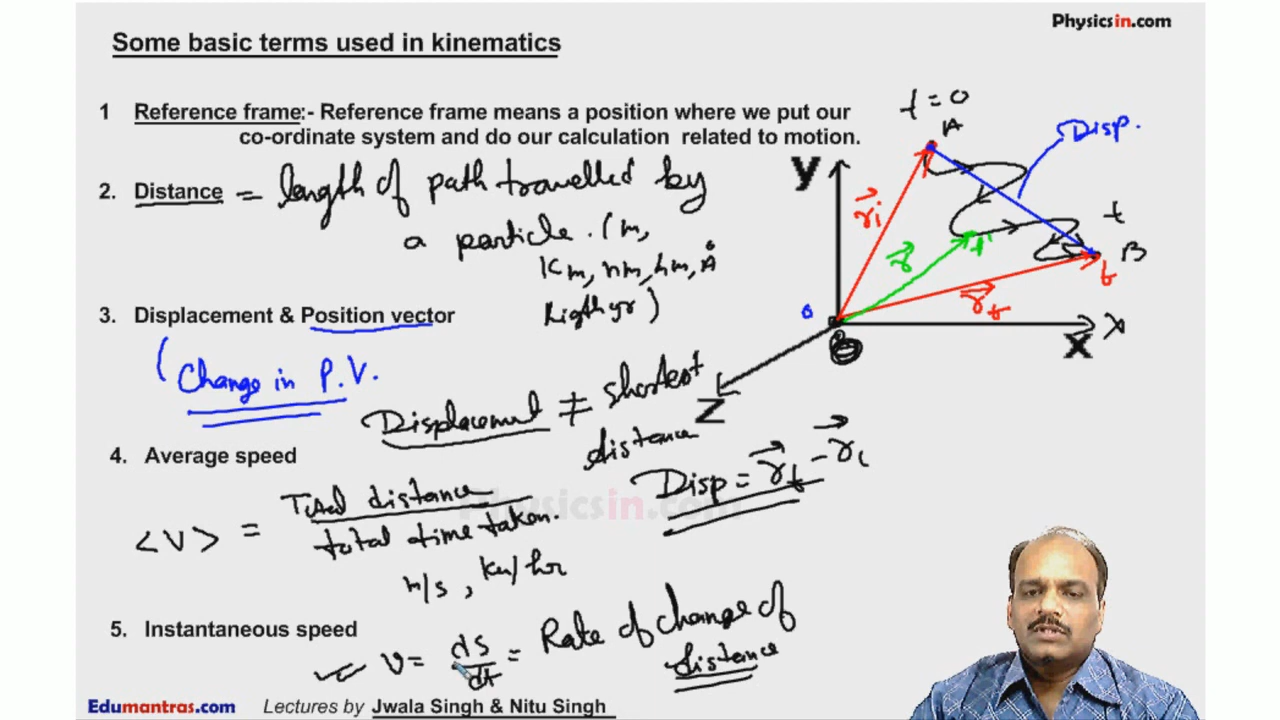 Physicsin.com
Some basic terms used in kinematics
1 Reference frame:- Reference frame means a position where we put our
co-ordinate system and do our calculation related to motion.
2. Distance = length of path travelled by
a particle. (m,
Km, nm, hm, Å
ligthyr)
3. Displacement & Position vector
(Change in P.V.
Displacement ≠ shortest
distance
Disp = r⃗f - r⃗i
4. Average speed
<V> = Total distance
total time taken.
m/s, km/hr
5. Instantaneous speed
v = ds/dt = Rate of change of
distance
t = 0
A
Disp.
Y
r⃗i
t
B
r⃗
t'
f
r⃗f
o
X
X
Z
Physicsin.com
Edumantras.com Lectures by Jwala Singh & Nitu Singh